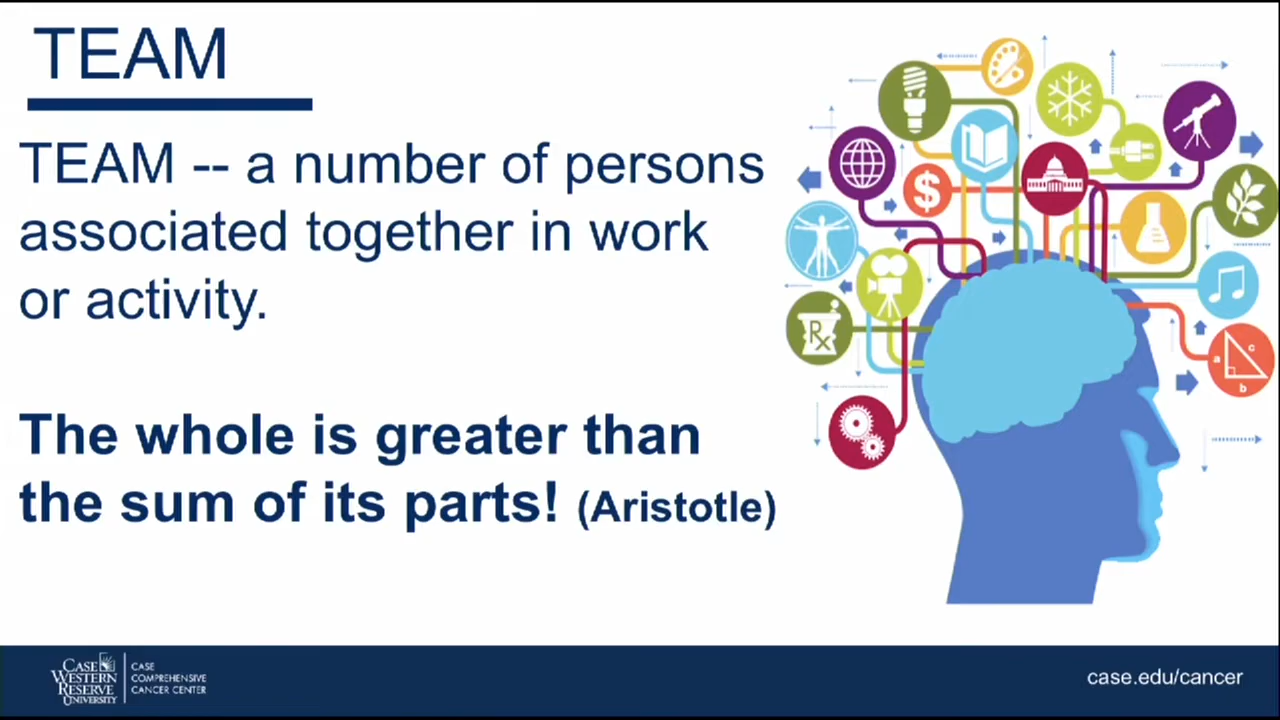 TEAM
TEAM -- a number of persons
associated together in work
or activity.
The whole is greater than
the sum of its parts! (Aristotle)
$
Rx
a
c
b
CASE
WESTERN
RESERVE
UNIVERSITY
CASE
COMPREHENSIVE
CANCER CENTER
case.edu/cancer